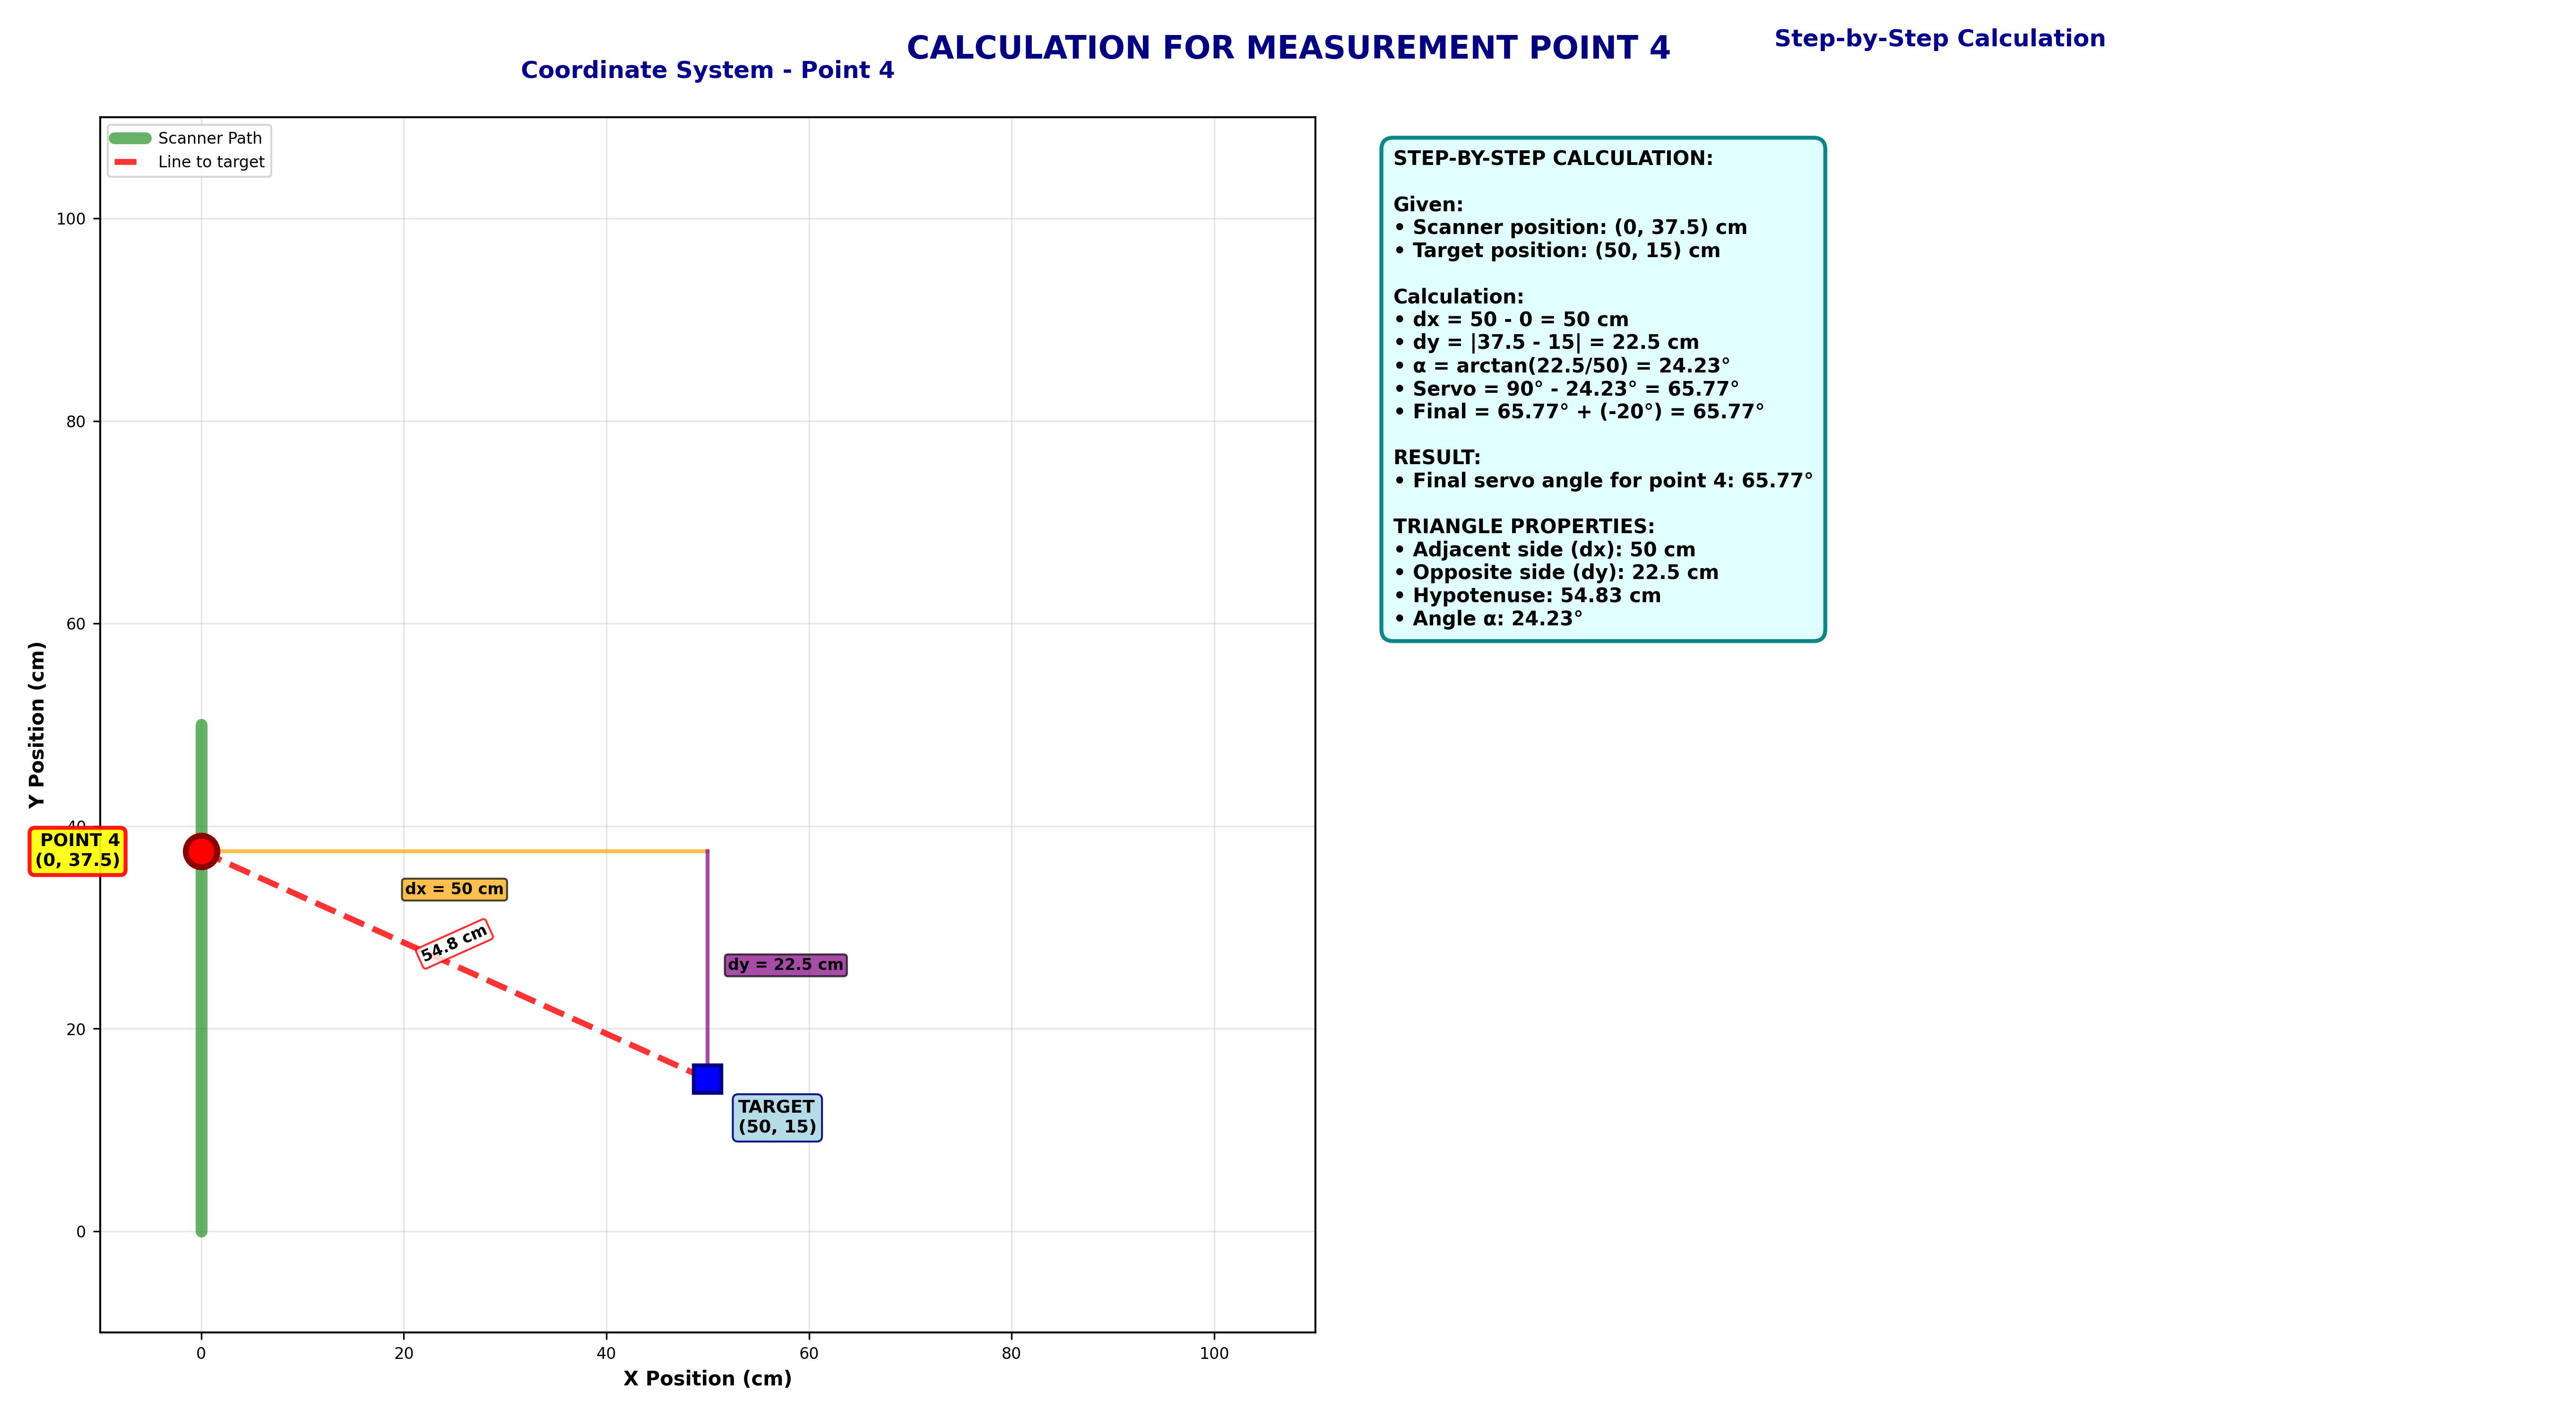 CALCULATION FOR MEASUREMENT POINT 4
Coordinate System - Point 4
Scanner Path
Line to target
100
80
60
40
20
0
Y Position (cm)
POINT 4
(0, 37.5)
dx = 50 cm
54.8 cm
dy = 22.5 cm
TARGET
(50, 15)
0
20
40
60
80
100
X Position (cm)
Step-by-Step Calculation
STEP-BY-STEP CALCULATION:
Given:
• Scanner position: (0, 37.5) cm
• Target position: (50, 15) cm
Calculation:
• dx = 50 - 0 = 50 cm
• dy = |37.5 - 15| = 22.5 cm
• α = arctan(22.5/50) = 24.23°
• Servo = 90° - 24.23° = 65.77°
• Final = 65.77° + (-20°) = 65.77°
RESULT:
• Final servo angle for point 4: 65.77°
TRIANGLE PROPERTIES:
• Adjacent side (dx): 50 cm
• Opposite side (dy): 22.5 cm
• Hypotenuse: 54.83 cm
• Angle α: 24.23°